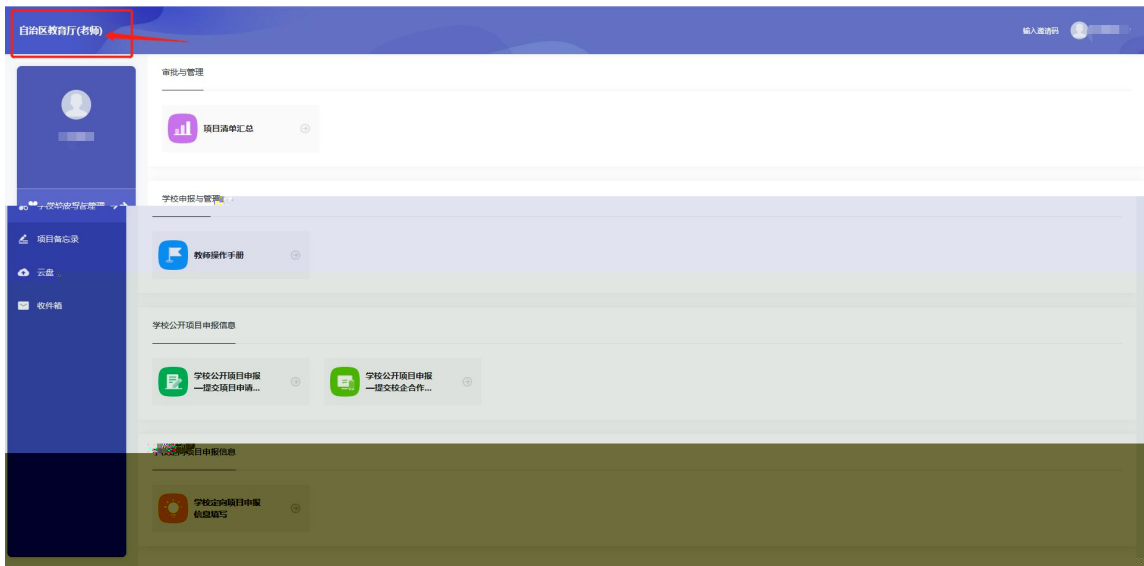 自治区教育厅(老师)
输入邀请码
审批与管理
项目清单汇总
学校申报与管理
教师操作手册
项目备忘录
云盘
收件箱
学校公开项目申报信息
学校公开项目申报
—提交项目申请...
学校公开项目申报
—提交校企合作...
项目申报信息
学校定向项目申报
信息填写